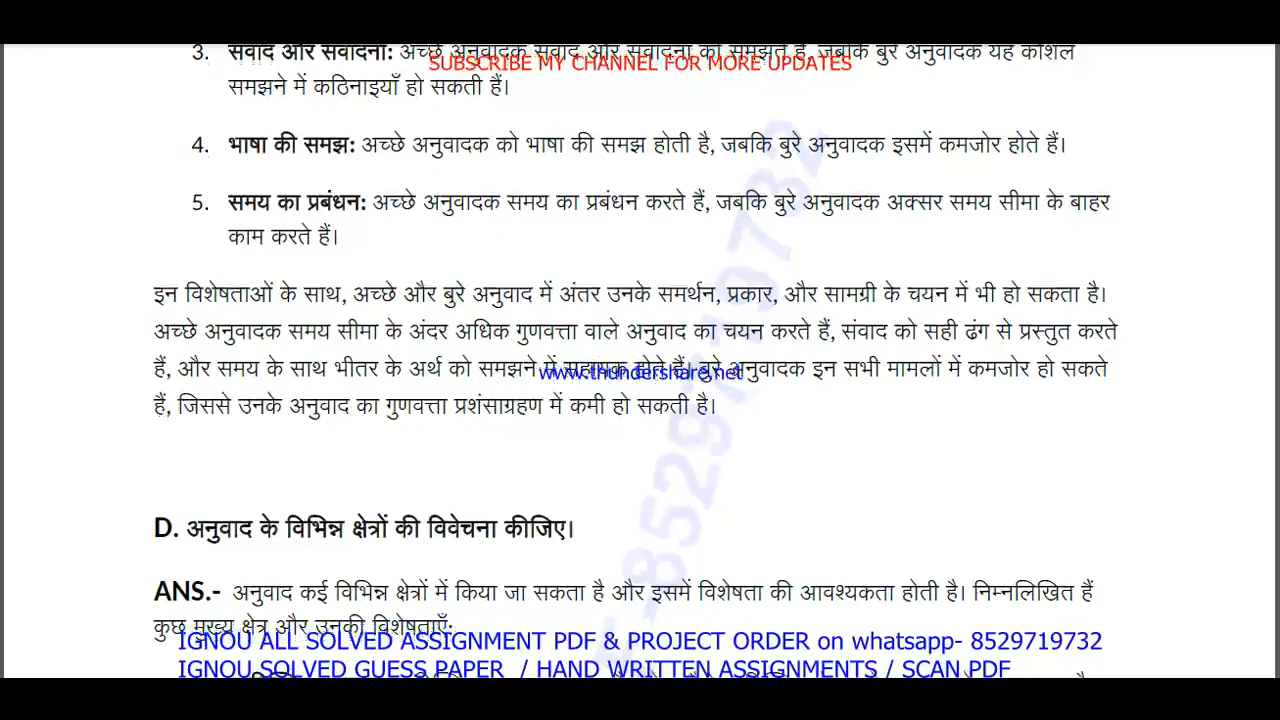 3. संवाद और संवादना: अच्छे अनुवादक संवाद और संवादना को समझते हैं, जबकि बुरे अनुवादक यह कौशल
SUBSCRIBE MY CHANNEL FOR MORE UPDATES
समझने में कठिनाइयाँ हो सकती हैं।
4. भाषा की समझ: अच्छे अनुवादक को भाषा की समझ होती है, जबकि बुरे अनुवादक इसमें कमजोर होते हैं।
5. समय का प्रबंधन: अच्छे अनुवादक समय का प्रबंधन करते हैं, जबकि बुरे अनुवादक अक्सर समय सीमा के बाहर
काम करते हैं।
इन विशेषताओं के साथ, अच्छे और बुरे अनुवाद में अंतर उनके समर्थन, प्रकार, और सामग्री के चयन में भी हो सकता है।
अच्छे अनुवादक समय सीमा के अंदर अधिक गुणवत्ता वाले अनुवाद का चयन करते हैं, संवाद को सही ढंग से प्रस्तुत करते
हैं, और समय के साथ भीतर के अर्थ को समझने में सहायक होते हैं। बुरे अनुवादक इन सभी मामलों में कमजोर हो सकते
www.thundershare.net
हैं, जिससे उनके अनुवाद का गुणवत्ता प्रशंसाग्रहण में कमी हो सकती है।
-8529719732
D. अनुवाद के विभिन्न क्षेत्रों की विवेचना कीजिए।
ANS.- अनुवाद कई विभिन्न क्षेत्रों में किया जा सकता है और इसमें विशेषता की आवश्यकता होती है। निम्नलिखित हैं
कुछ मुख्य क्षेत्र और उनकी विशेषताएँ:
IGNOU ALL SOLVED ASSIGNMENT PDF & PROJECT ORDER on whatsapp- 8529719732
IGNOU SOLVED GUESS PAPER / HAND WRITTEN ASSIGNMENTS / SCAN PDF